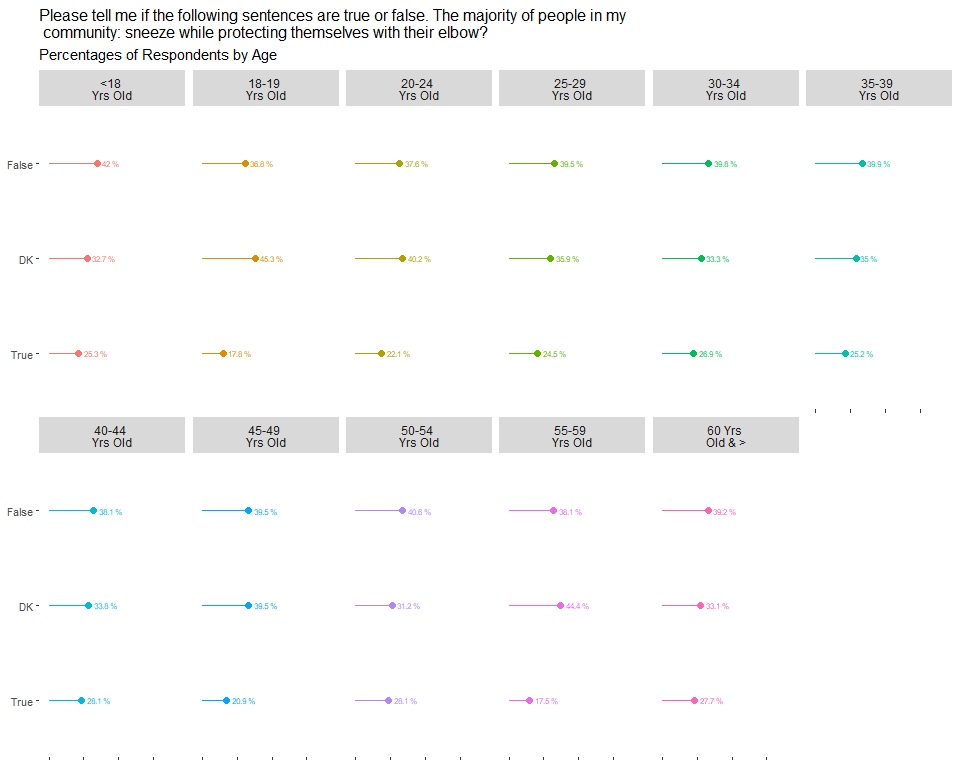 Please tell me if the following sentences are true or false. The majority of people in my
community: sneeze while protecting themselves with their elbow?
Percentages of Respondents by Age
<18
Yrs Old
18-19
Yrs Old
20-24
Yrs Old
25-29
Yrs Old
30-34
Yrs Old
35-39
Yrs Old
False
42 %
36.8 %
37.6 %
39.5 %
39.8 %
39.9 %
DK
32.7 %
45.3 %
40.2 %
35.9 %
33.3 %
35 %
True
25.3 %
17.8 %
22.1 %
24.5 %
26.9 %
25.2 %
40-44
Yrs Old
45-49
Yrs Old
50-54
Yrs Old
55-59
Yrs Old
60 Yrs
Old & >
False
38.1 %
39.5 %
40.6 %
38.1 %
39.2 %
DK
33.8 %
39.5 %
31.2 %
44.4 %
33.1 %
True
28.1 %
20.9 %
28.1 %
17.5 %
27.7 %